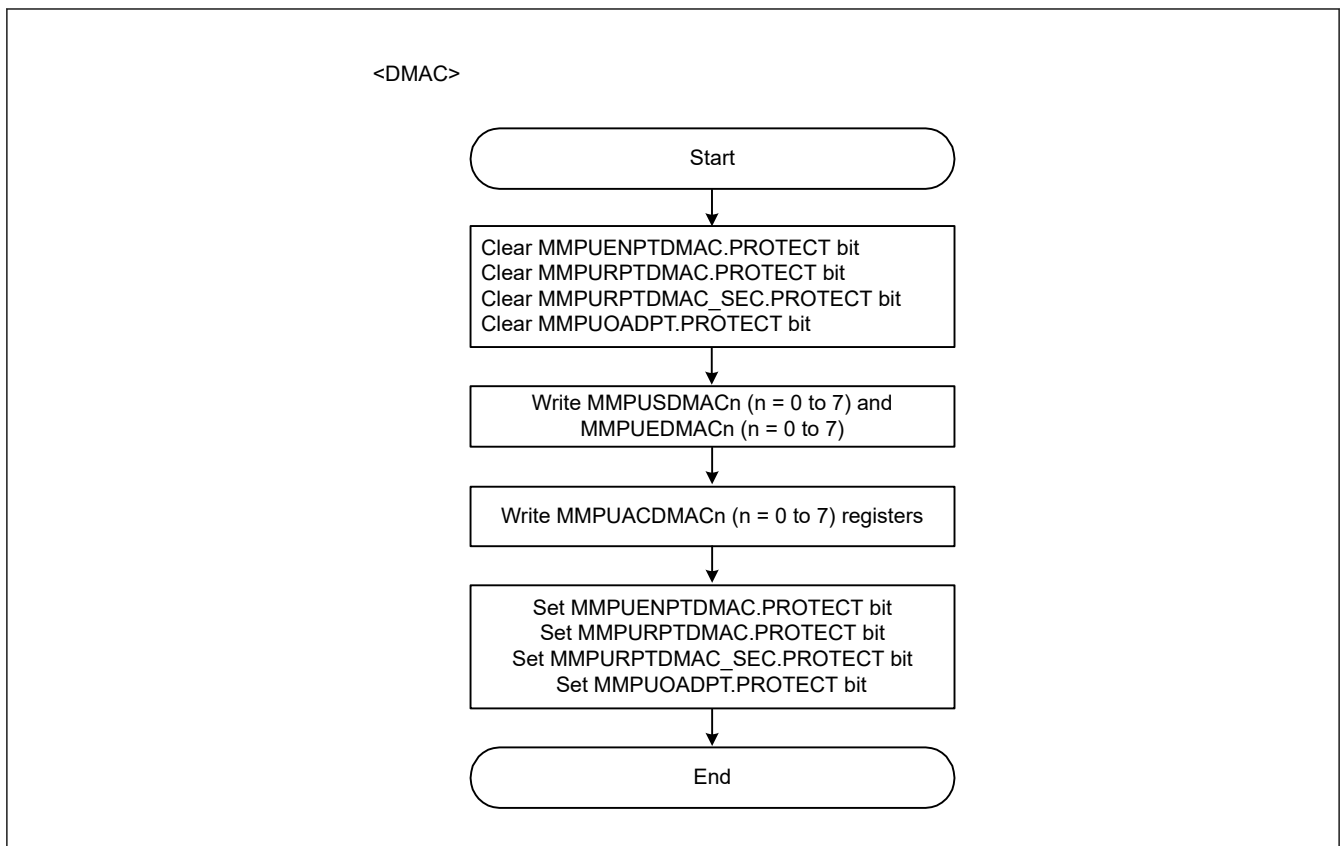 <DMAC>
Start
Clear MMPUENPTDMAC.PROTECT bit
Clear MMPURPTDMAC.PROTECT bit
Clear MMPURPTDMAC_SEC.PROTECT bit
Clear MMPUOADPT.PROTECT bit
Write MMPUSDMACn (n = 0 to 7) and
MMPUEDMACn (n = 0 to 7)
Write MMPUACDMACn (n = 0 to 7) registers
Set MMPUENPTDMAC.PROTECT bit
Set MMPURPTDMAC.PROTECT bit
Set MMPURPTDMAC_SEC.PROTECT bit
Set MMPUOADPT.PROTECT bit
End